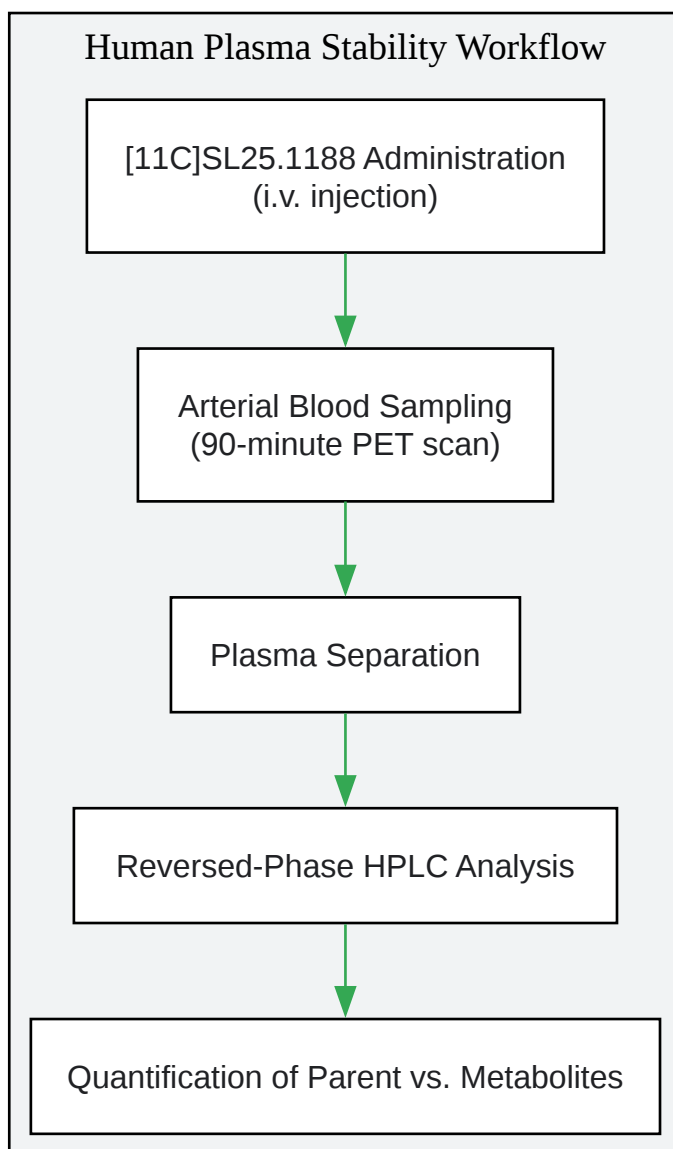 Human Plasma Stability Workflow
[11C]SL25.1188 Administration
(i.v. injection)
Arterial Blood Sampling
(90-minute PET scan)
Plasma Separation
Reversed-Phase HPLC Analysis
Quantification of Parent vs. Metabolites